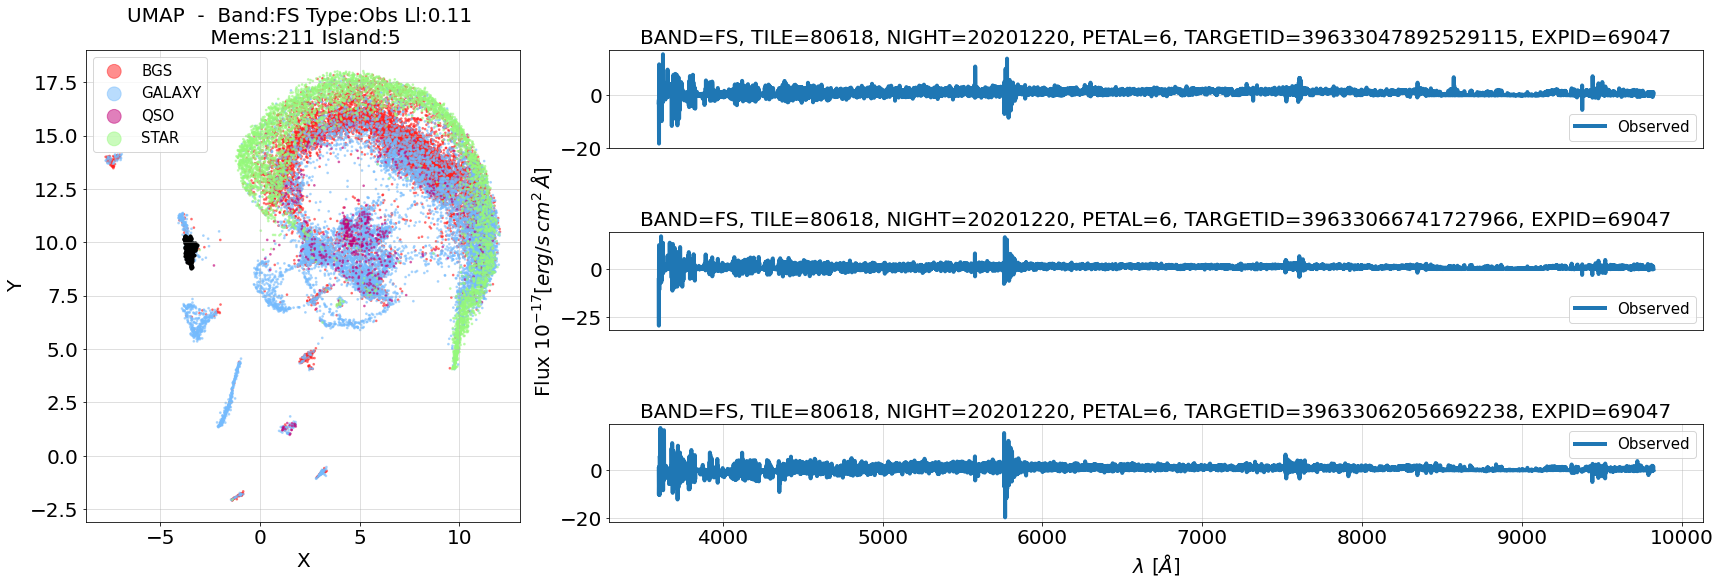 UMAP - Band:FS Type:Obs Ll:0.11
Mems:211 Island:5
17.5
15.0
12.5
10.0
7.5
5.0
2.5
0.0
−2.5
Y
−5
0
5
10
X
BGS
GALAXY
QSO
STAR
Flux 10⁻¹⁷[erg/s cm² Å]
BAND=FS, TILE=80618, NIGHT=20201220, PETAL=6, TARGETID=39633047892529115, EXPID=69047
0
−20
Observed
BAND=FS, TILE=80618, NIGHT=20201220, PETAL=6, TARGETID=39633066741727966, EXPID=69047
0
−25
Observed
BAND=FS, TILE=80618, NIGHT=20201220, PETAL=6, TARGETID=39633062056692238, EXPID=69047
Observed
0
−20
4000
5000
6000
7000
8000
9000
10000
λ [Å]